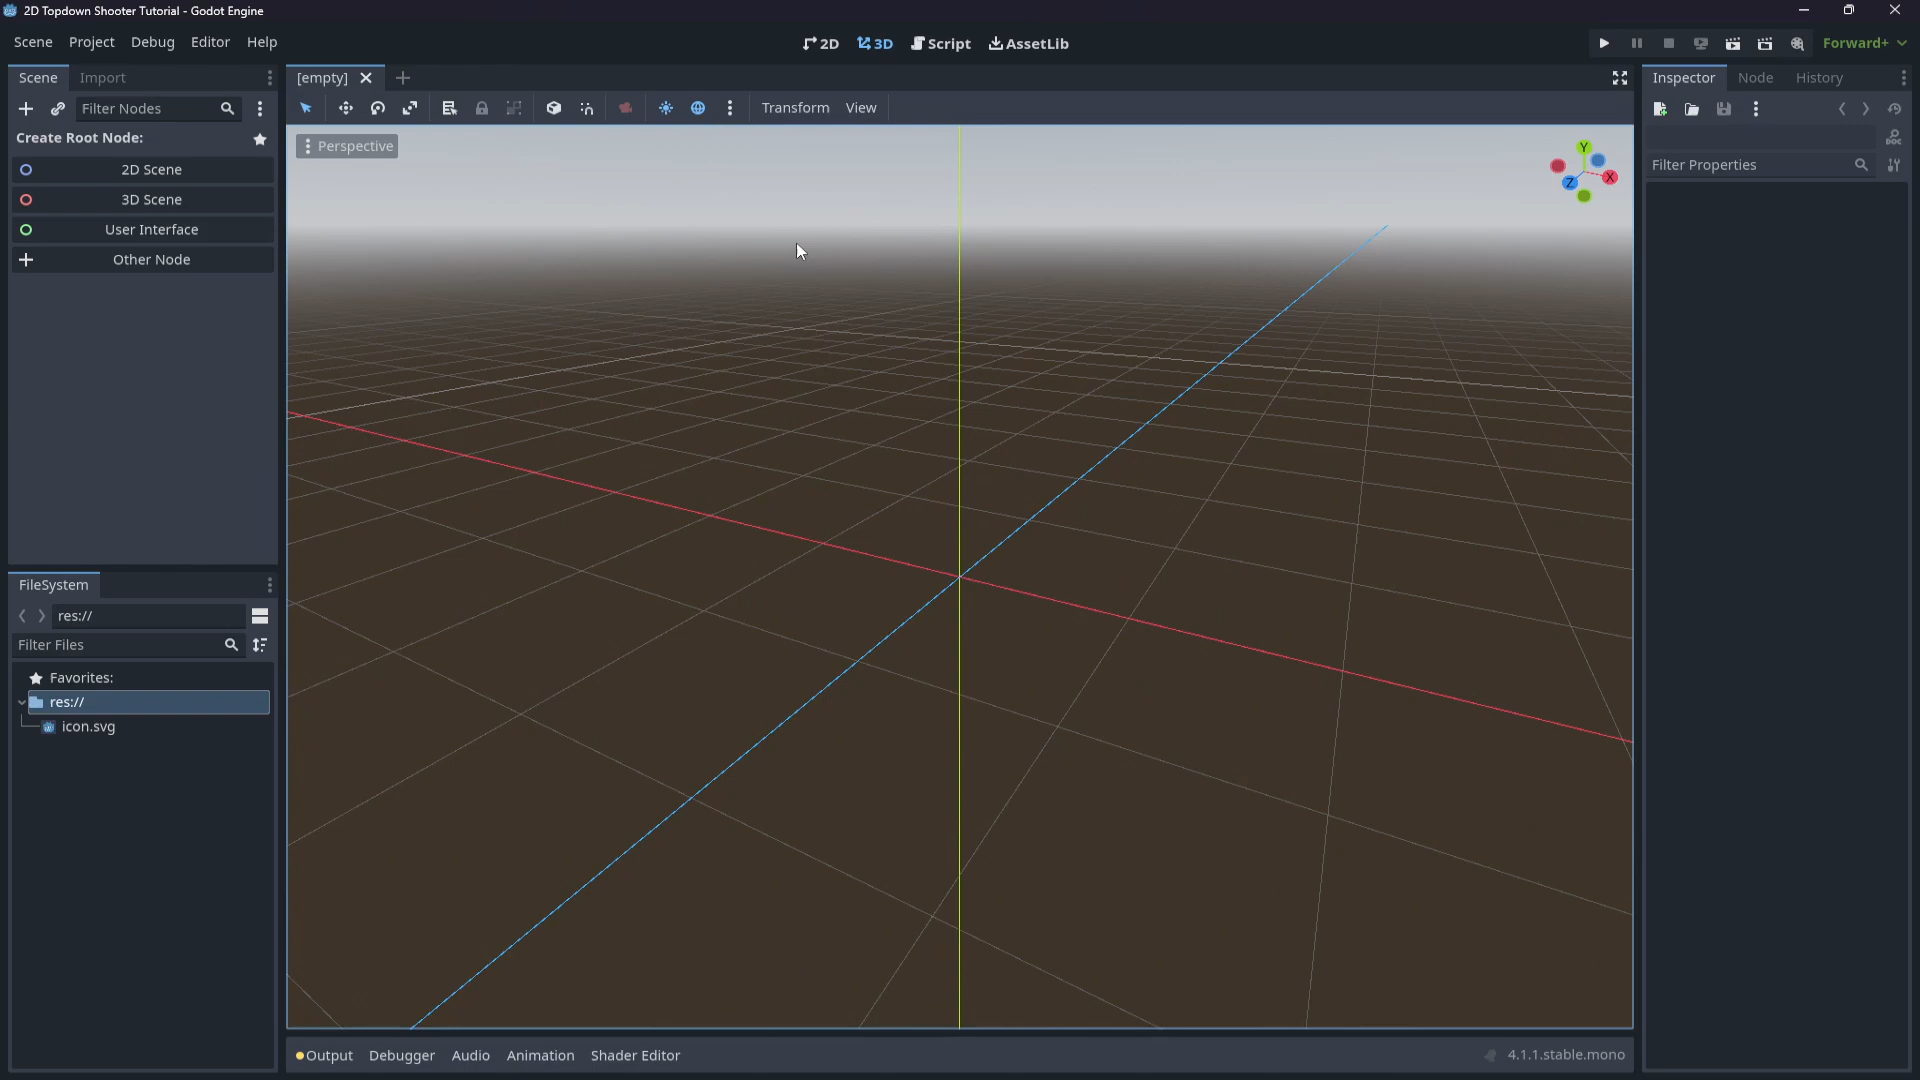 2D Topdown Shooter Tutorial - Godot Engine
Scene Project Debug Editor Help
2D 3D Script AssetLib
Forward+
Scene Import
[empty]
Inspector Node History
Filter Nodes
Transform View
Create Root Node:
Perspective
2D Scene
3D Scene
User Interface
Other Node
Y
X
Z
DOC
Filter Properties
FileSystem
res://
Filter Files
Favorites:
res://
icon.svg
Output Debugger Audio Animation Shader Editor
4.1.1.stable.mono